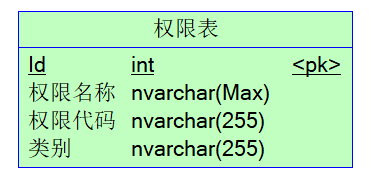 权限表
Id int <pk>
权限名称 nvarchar(Max)
权限代码 nvarchar(255)
类别 nvarchar(255)